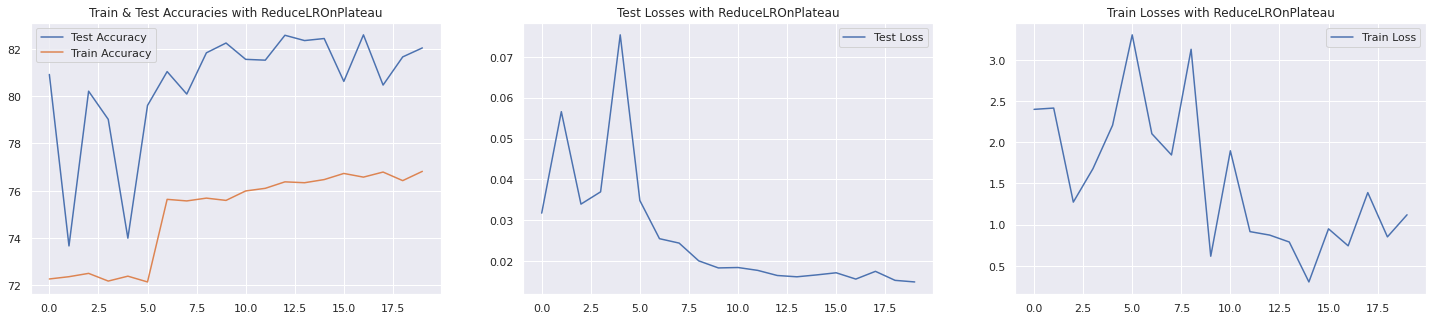 Train & Test Accuracies with ReduceLROnPlateau
Test Accuracy
Train Accuracy
82
80
78
76
74
72
0.0 2.5 5.0 7.5 10.0 12.5 15.0 17.5
Test Losses with ReduceLROnPlateau
Test Loss
0.07
0.06
0.05
0.04
0.03
0.02
0.0 2.5 5.0 7.5 10.0 12.5 15.0 17.5
Train Losses with ReduceLROnPlateau
Train Loss
3.0
2.5
2.0
1.5
1.0
0.5
0.0 2.5 5.0 7.5 10.0 12.5 15.0 17.5